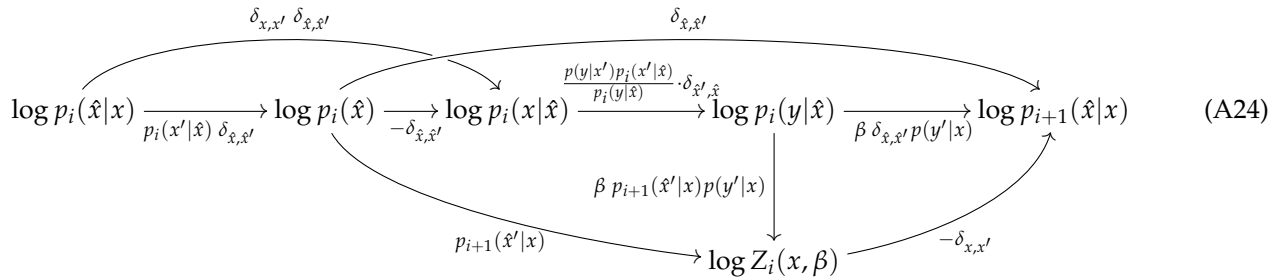 δ_{x,x′} δ_{x̂,x̂′} δ_{x̂,x̂′}
log p_i(x̂|x) p_i(x′|x̂) δ_{x̂,x̂′} log p_i(x̂) −δ_{x̂,x̂′} log p_i(x|x̂) \frac{p(y|x′)p_i(x′|x̂)}{p_i(y|x̂)} · δ_{x̂′,x̂} log p_i(y|x̂) β δ_{x̂,x̂′} p(y′|x) log p_{i+1}(x̂|x) (A24)
β p_{i+1}(x̂′|x)p(y′|x)
p_{i+1}(x̂′|x) −δ_{x,x′}
log Z_i(x, β)